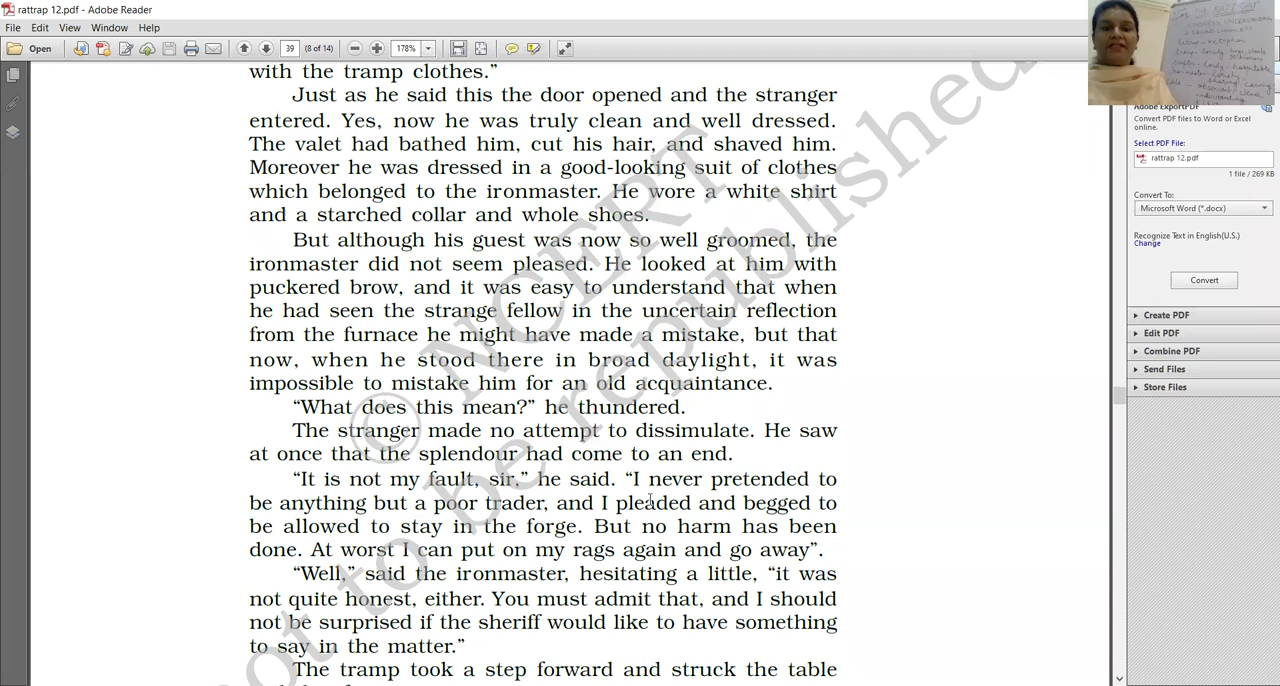 rattrap 12.pdf - Adobe Reader
File Edit View Window Help
Open 39 (8 of 14) 178%
with the tramp clothes.”
Just as he said this the door opened and the stranger
entered. Yes, now he was truly clean and well dressed.
The valet had bathed him, cut his hair, and shaved him.
Moreover he was dressed in a good-looking suit of clothes
which belonged to the ironmaster. He wore a white shirt
and a starched collar and whole shoes.
But although his guest was now so well groomed, the
ironmaster did not seem pleased. He looked at him with
puckered brow, and it was easy to understand that when
he had seen the strange fellow in the uncertain reflection
from the furnace he might have made a mistake, but that
now, when he stood there in broad daylight, it was
impossible to mistake him for an old acquaintance.
“What does this mean?” he thundered.
The stranger made no attempt to dissimulate. He saw
at once that the splendour had come to an end.
“It is not my fault, sir,” he said. “I never pretended to
be anything but a poor trader, and I pleaded and begged to
be allowed to stay in the forge. But no harm has been
done. At worst I can put on my rags again and go away”.
“Well,” said the ironmaster, hesitating a little, “it was
not quite honest, either. You must admit that, and I should
not be surprised if the sheriff would like to have something
to say in the matter.”
The tramp took a step forward and struck the table
© NCERT
not to be republished
THE RATTRAP
Adobe ExportPDF
Convert PDF files to Word or Excel
online.
Select PDF File:
rattrap 12.pdf
1 file / 269 KB
Convert To:
Microsoft Word (*.docx)
Recognize Text in English(U.S.)
Change
Convert
Create PDF
Edit PDF
Combine PDF
Send Files
Store Files